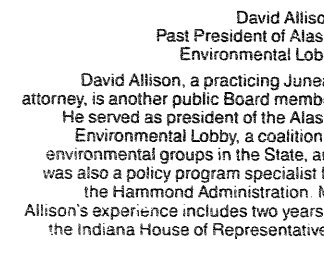 David Alliso
Past President of Alas
Environmental Lob
David Allison, a practicing June
attorney, is another public Board memb
He served as president of the Alas
Environmental Lobby, a coalition
environmental groups in the State, a
was also a policy program specialist
the Hammond Administration.
Allison's experience includes two years
the Indiana House of Representative